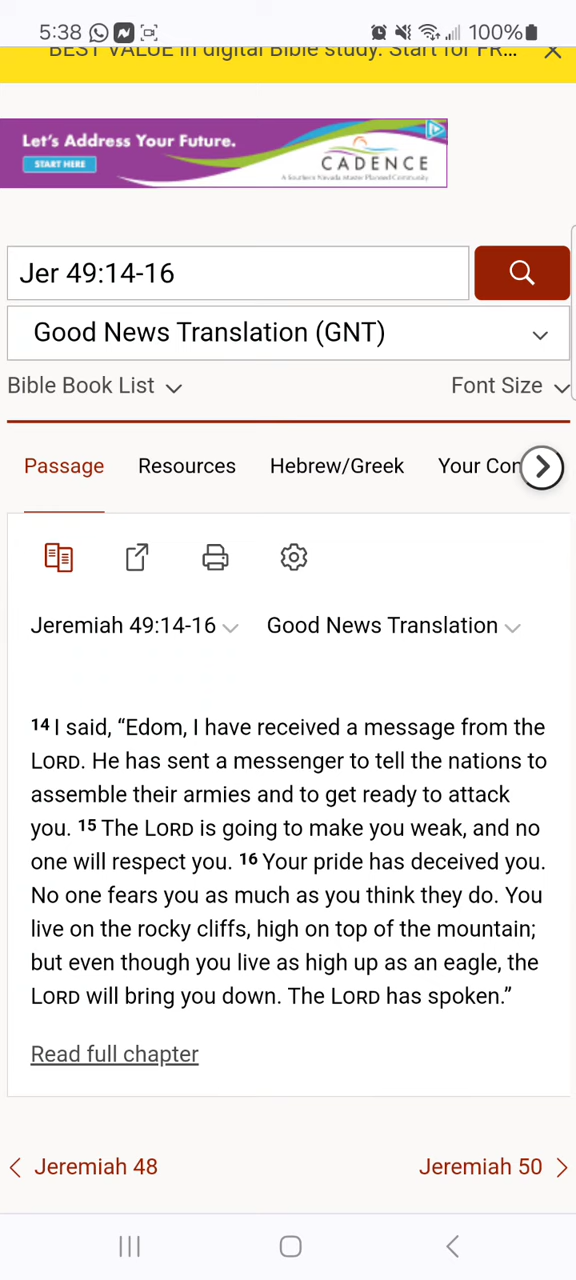 5:38 100%
BEST VALUE in digital Bible study. Start for FR...
Let's Address Your Future.
START HERE
CADENCE
A Southern Nevada Master Planned Community
Jer 49:14-16
Good News Translation (GNT)
Bible Book List Font Size
Passage Resources Hebrew/Greek Your Con
Jeremiah 49:14-16 Good News Translation
14 I said, “Edom, I have received a message from the
LORD. He has sent a messenger to tell the nations to
assemble their armies and to get ready to attack
you. 15 The LORD is going to make you weak, and no
one will respect you. 16 Your pride has deceived you.
No one fears you as much as you think they do. You
live on the rocky cliffs, high on top of the mountain;
but even though you live as high up as an eagle, the
LORD will bring you down. The LORD has spoken.”
Read full chapter
Jeremiah 48 Jeremiah 50